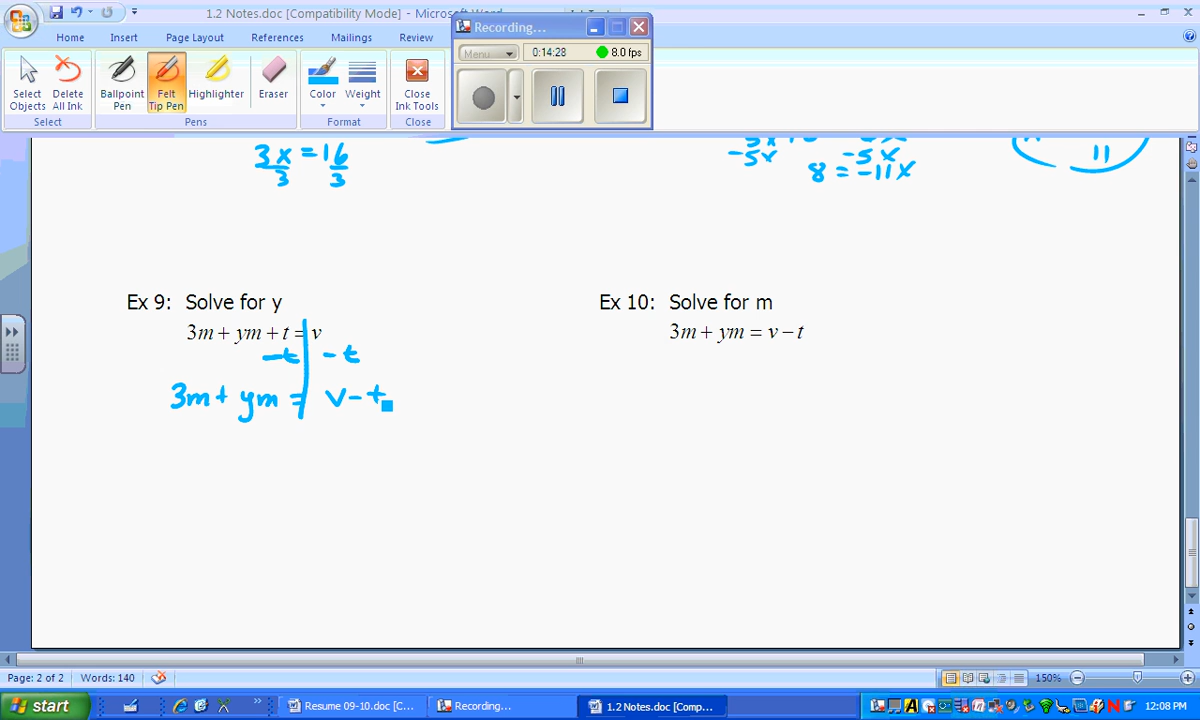 1.2 Notes.doc [Compatibility Mode] - Microsoft Word
Recording...
Home Insert Page Layout References Mailings Review
Menu 0:14:28 8.0 fps
Select Objects Delete All Ink Ballpoint Pen Felt Tip Pen Highlighter Eraser Color Weight Close Ink Tools
Select Pens Format Close
3x = 16
3 3
-5x -5x
8 = -11x
11
Ex 9: Solve for y
3m + ym + t = v
-t - t
3m + ym = v - t
Ex 10: Solve for m
3m + ym = v − t
Page: 2 of 2 Words: 140 150%
start Resume 09-10.doc [C... Recording... 1.2 Notes.doc [Comp... 12:08 PM